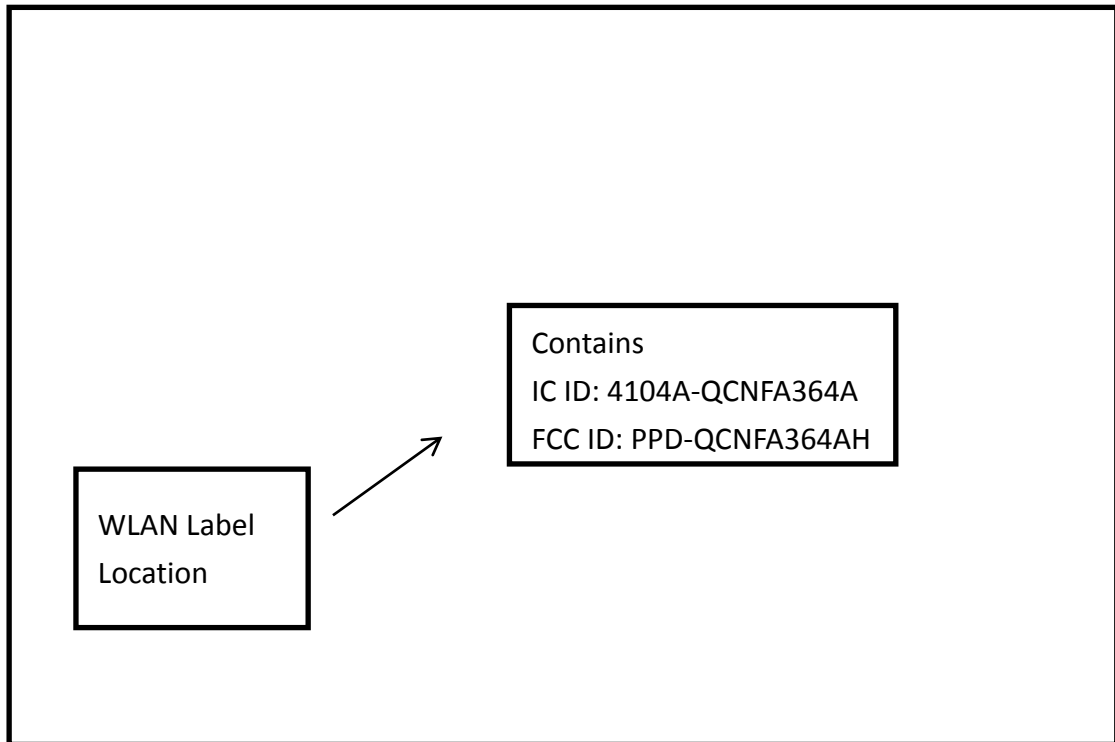 Contains
IC ID: 4104A-QCNFA364A
FCC ID: PPD-QCNFA364AH
WLAN Label
Location